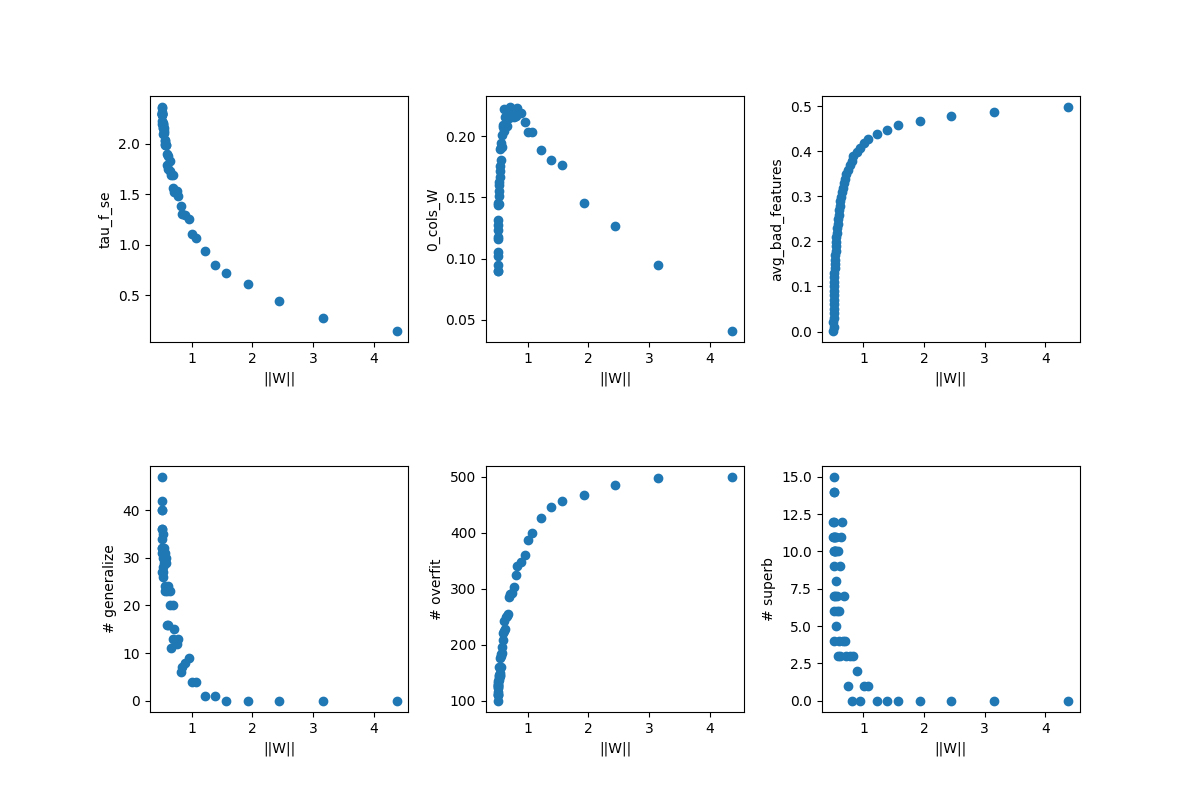 tau_f_se
2.0
1.5
1.0
0.5
1 2 3 4
||W||
0_cols_W
0.20
0.15
0.10
0.05
1 2 3 4
||W||
avg_bad_features
0.5
0.4
0.3
0.2
0.1
0.0
1 2 3 4
||W||
# generalize
40
30
20
10
0
1 2 3 4
||W||
# overfit
500
400
300
200
100
1 2 3 4
||W||
# superb
15.0
12.5
10.0
7.5
5.0
2.5
0.0
1 2 3 4
||W||